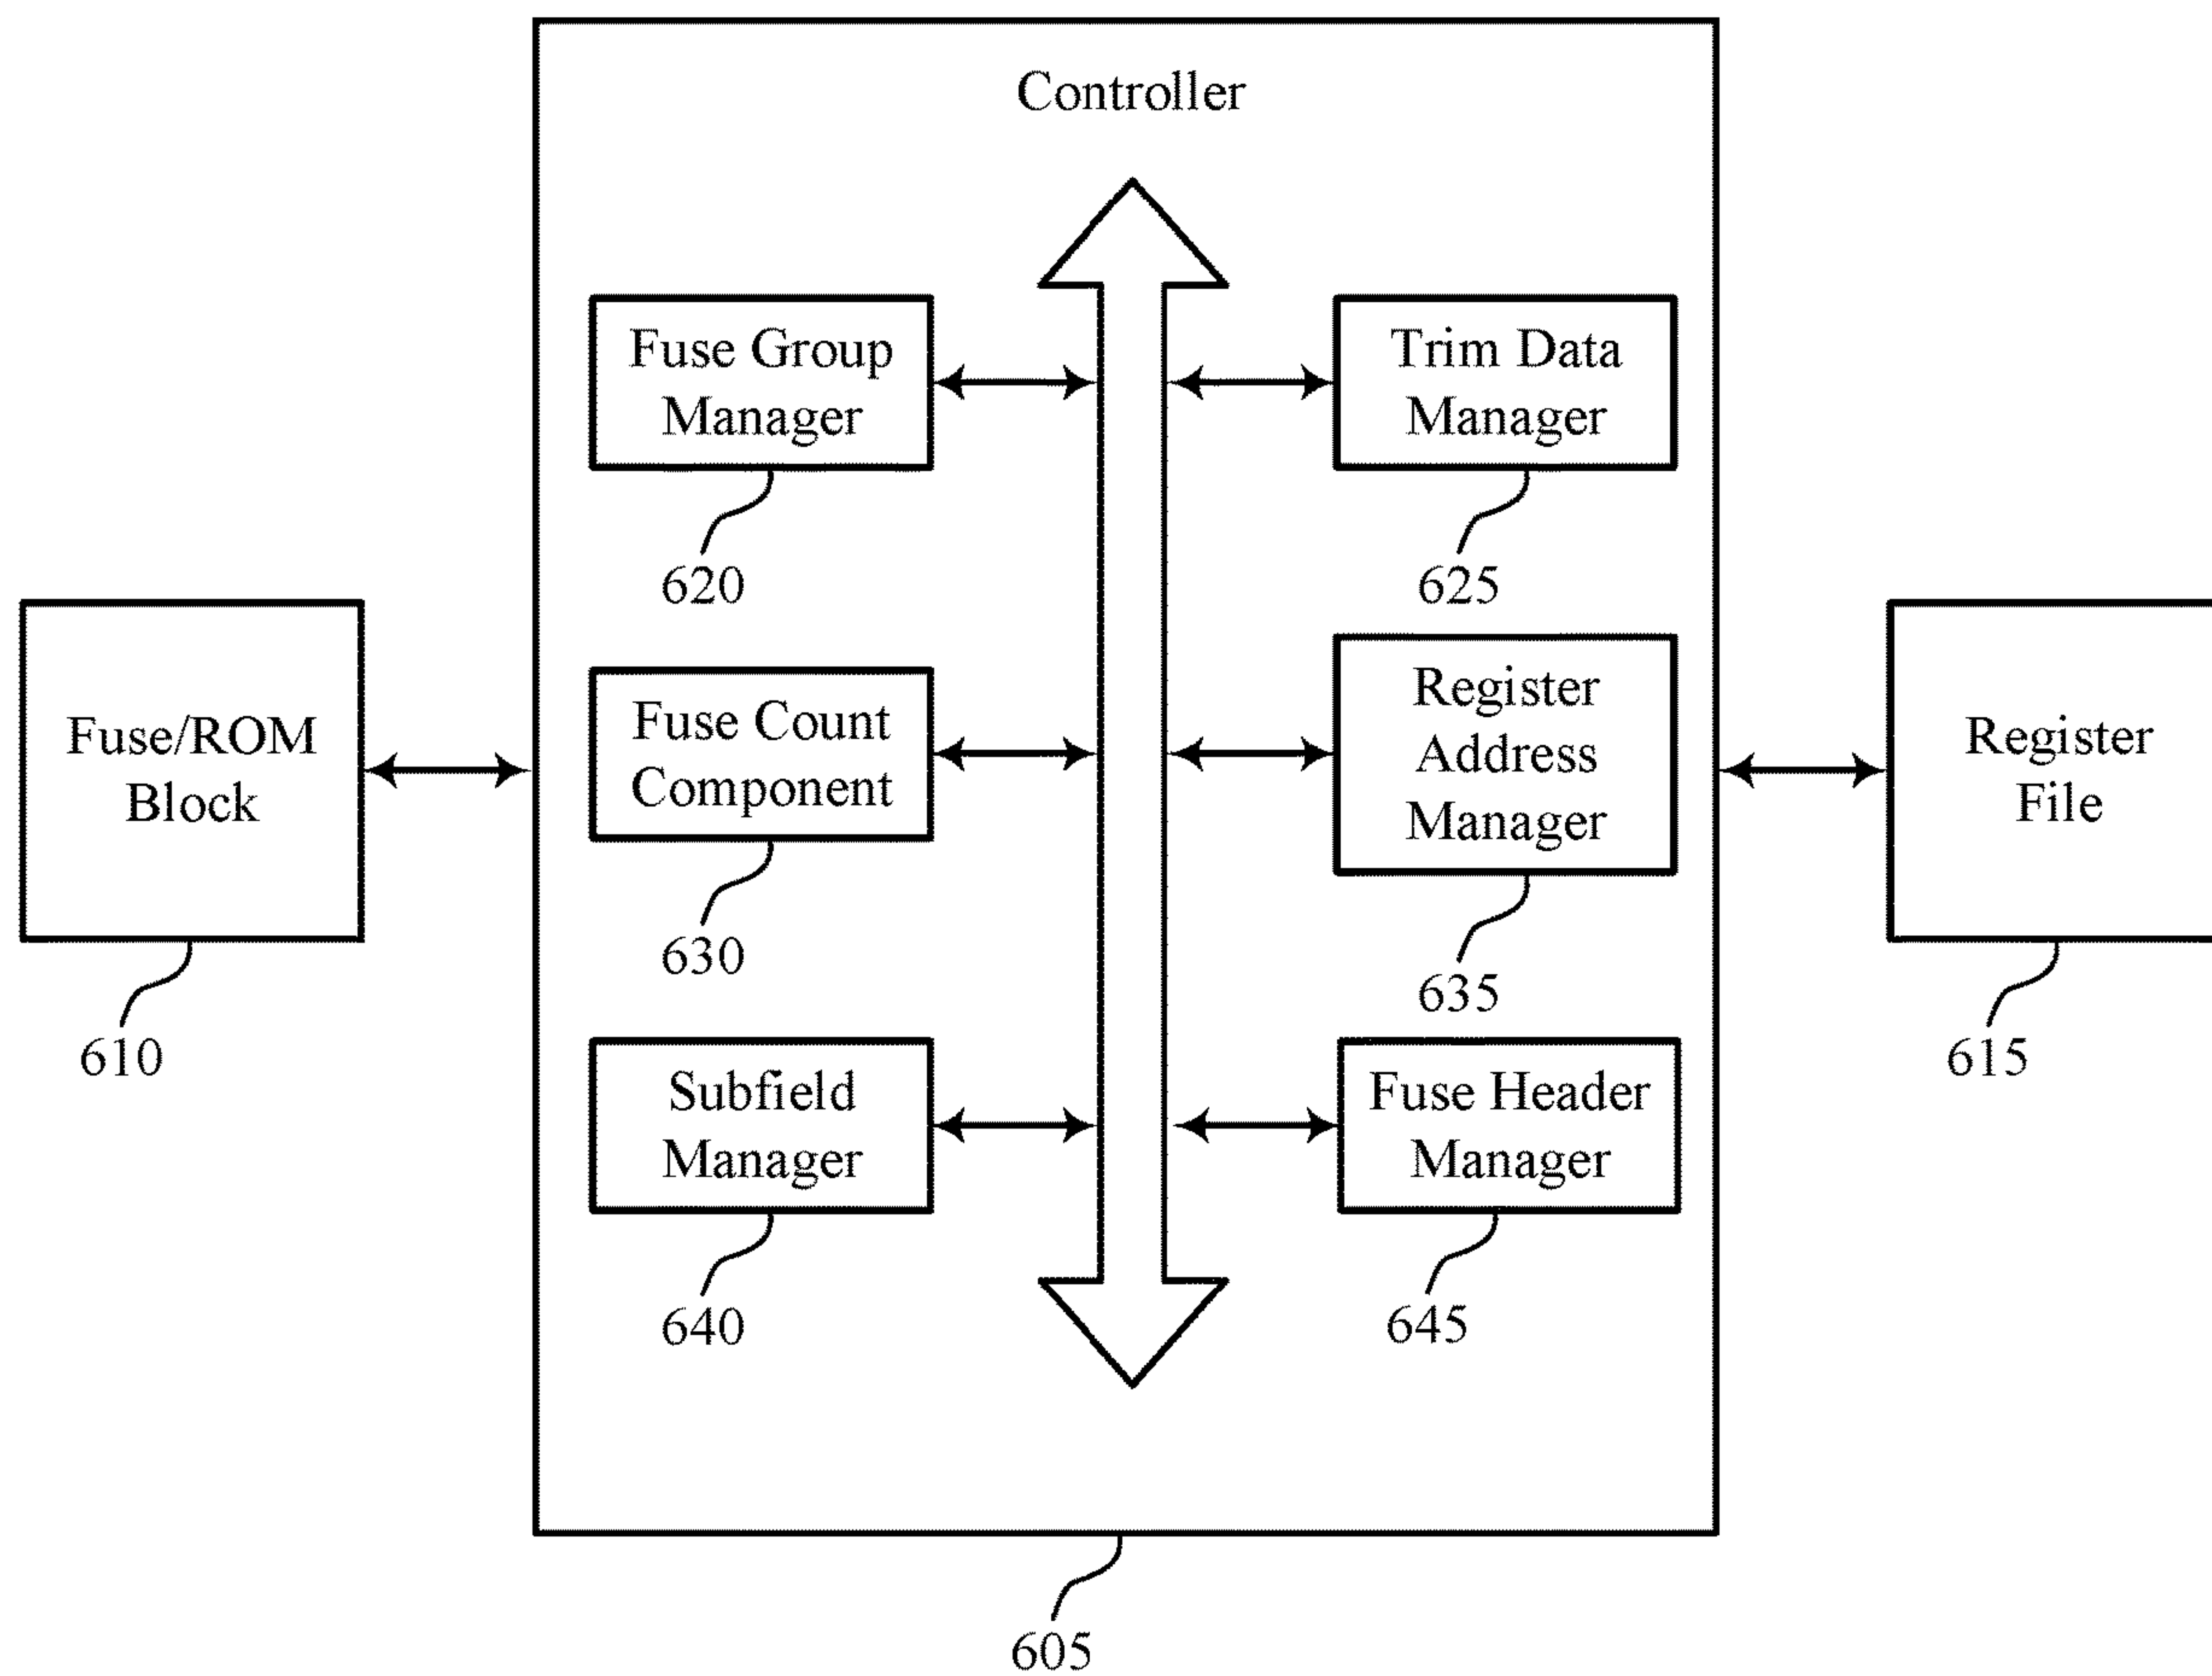 Controller
Fuse Group
Manager
620
Trim Data
Manager
625
Fuse/ROM
Block
610
Fuse Count
Component
630
Register
Address
Manager
635
Register
File
615
Subfield
Manager
640
Fuse Header
Manager
645
605